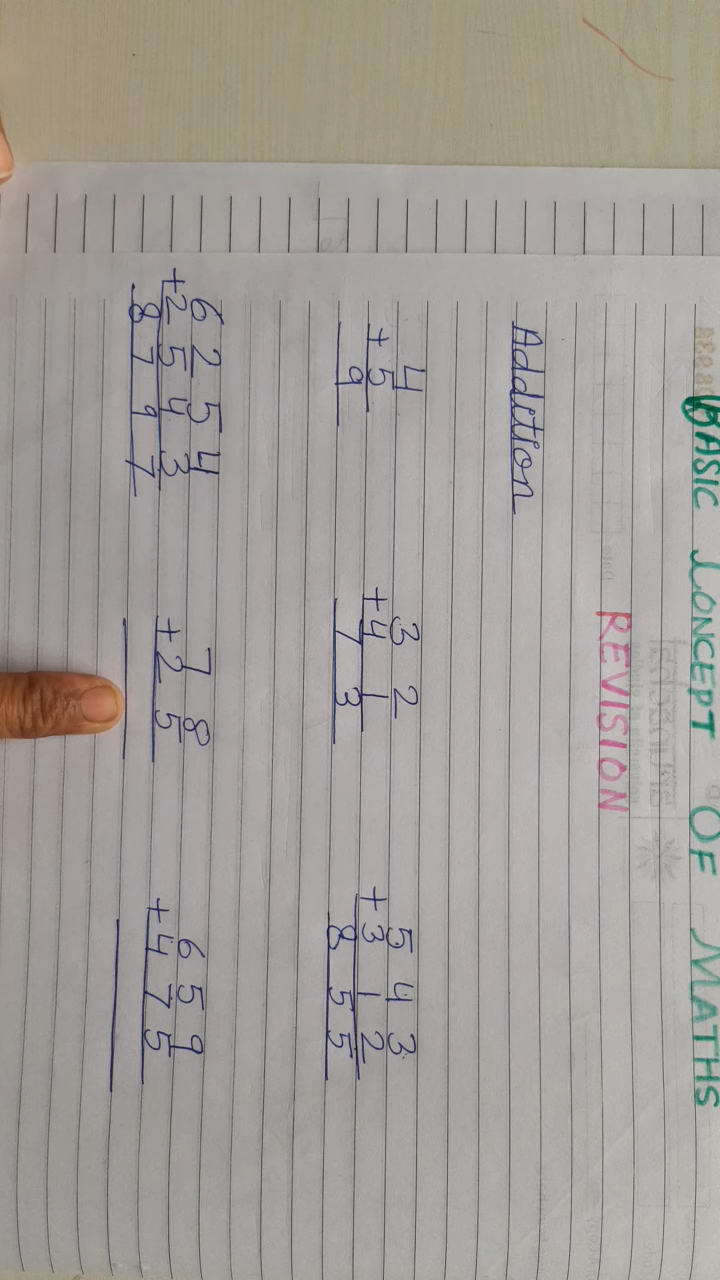 BASIC CONCEPT OF MATHS
REVISION
Addition
4 32 543
+5 +41 +312
9 73 855
6254 78 659
+2543 +25 +475
8797